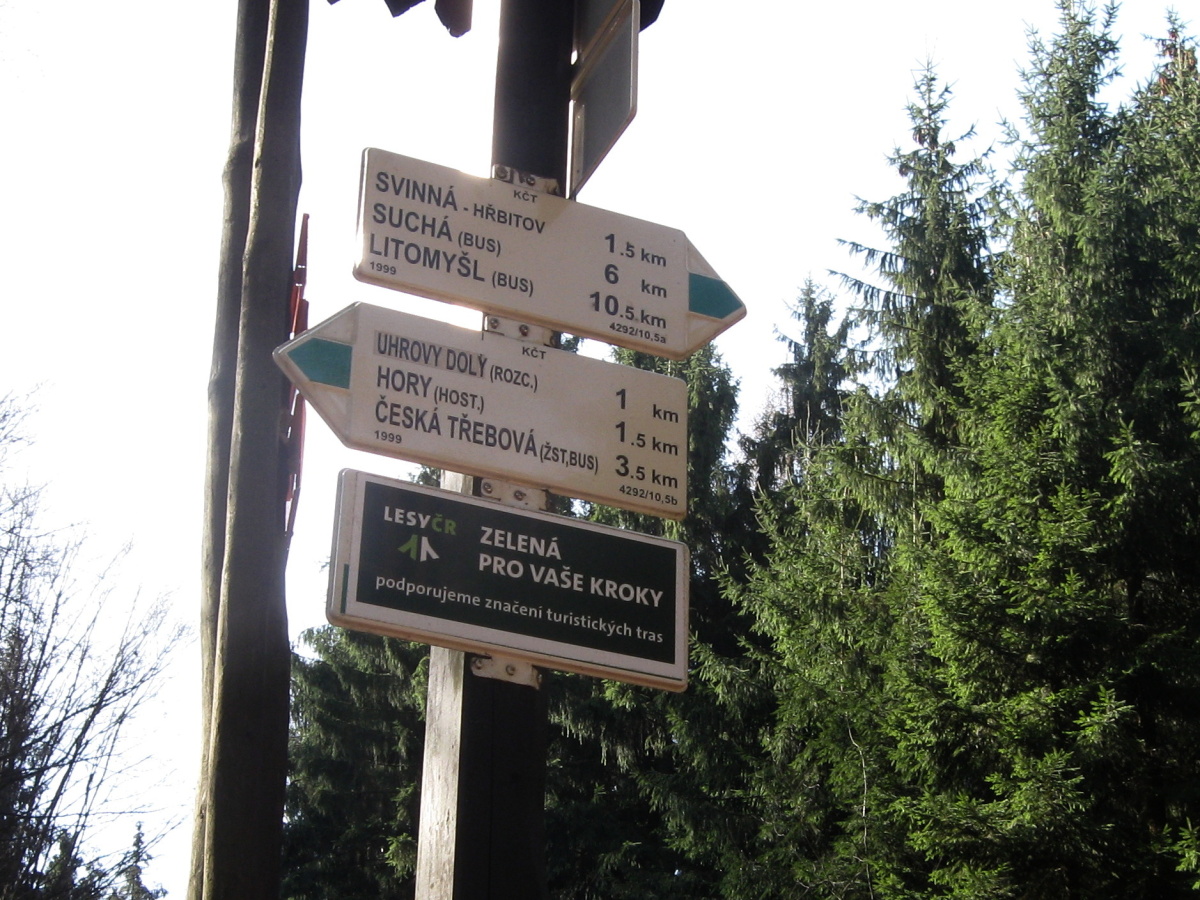 KČT
SVINNÁ - HŘBITOV 1.5 km
SUCHÁ (BUS) 6 km
LITOMYŠL (BUS) 10.5 km
1999 4292/10,5a
KČT
UHROVY DOLY (ROZC.) 1 km
HORY (HOST.) 1.5 km
ČESKÁ TŘEBOVÁ (ŽST,BUS) 3.5 km
1999 4292/10,5b
LESYČR ZELENÁ
PRO VAŠE KROKY
podporujeme značení turistických tras